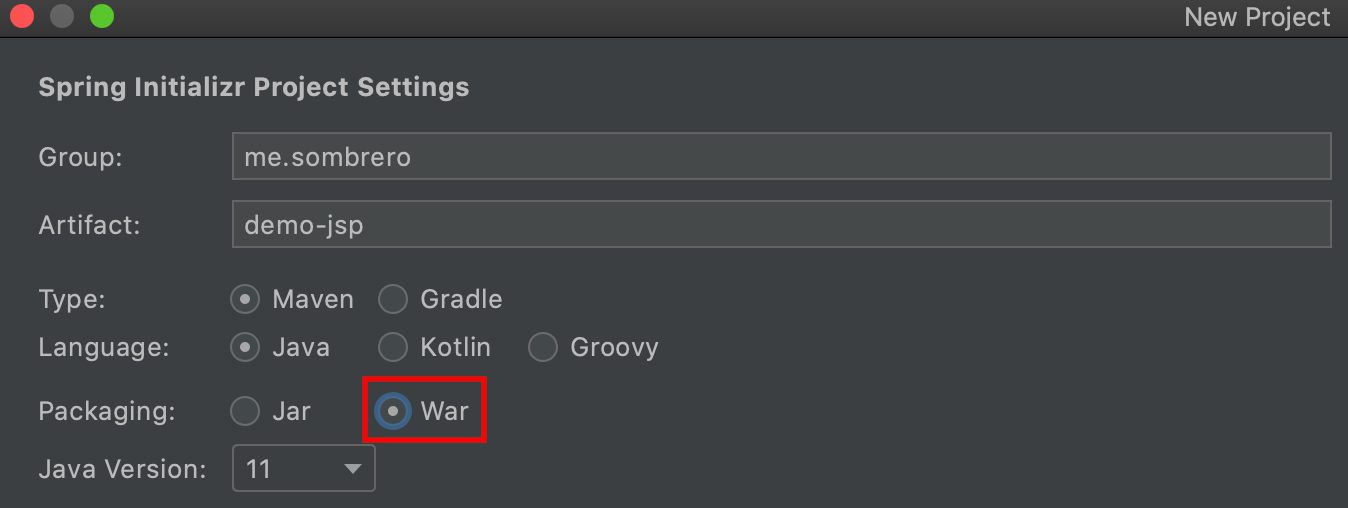 New Project
Spring Initializr Project Settings
Group: me.sombrero
Artifact: demo-jsp
Type: Maven Gradle
Language: Java Kotlin Groovy
Packaging: Jar War
Java Version: 11